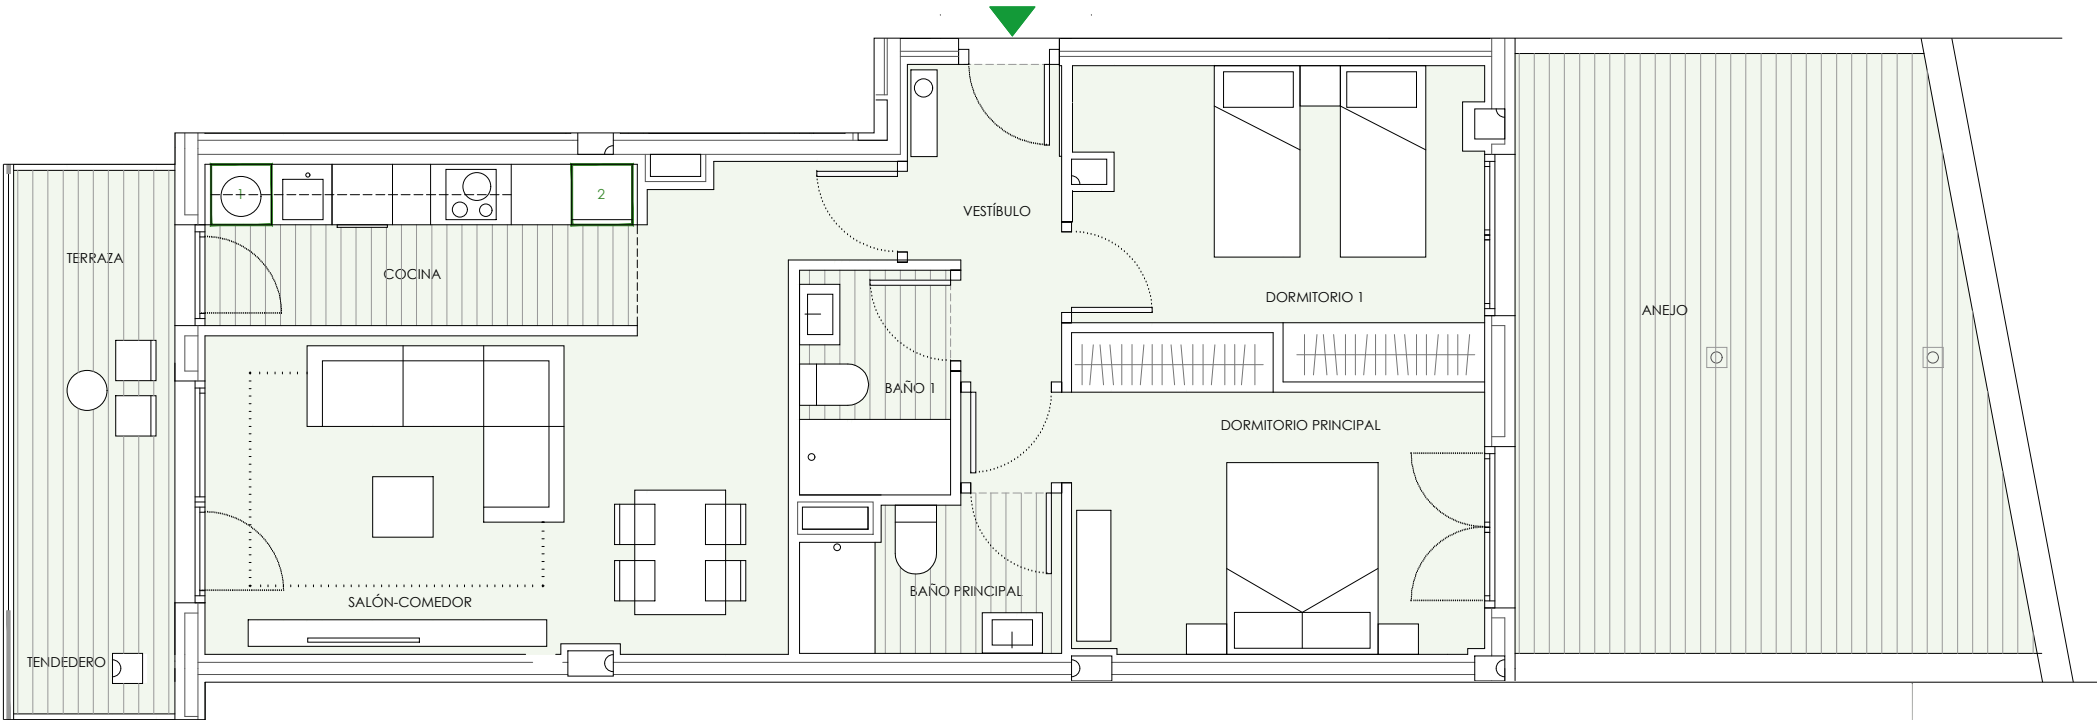 1
2
VESTÍBULO
TERRAZA
COCINA
DORMITORIO 1
ANEJO
BAÑO 1
DORMITORIO PRINCIPAL
BAÑO PRINCIPAL
SALÓN-COMEDOR
TENDEDERO